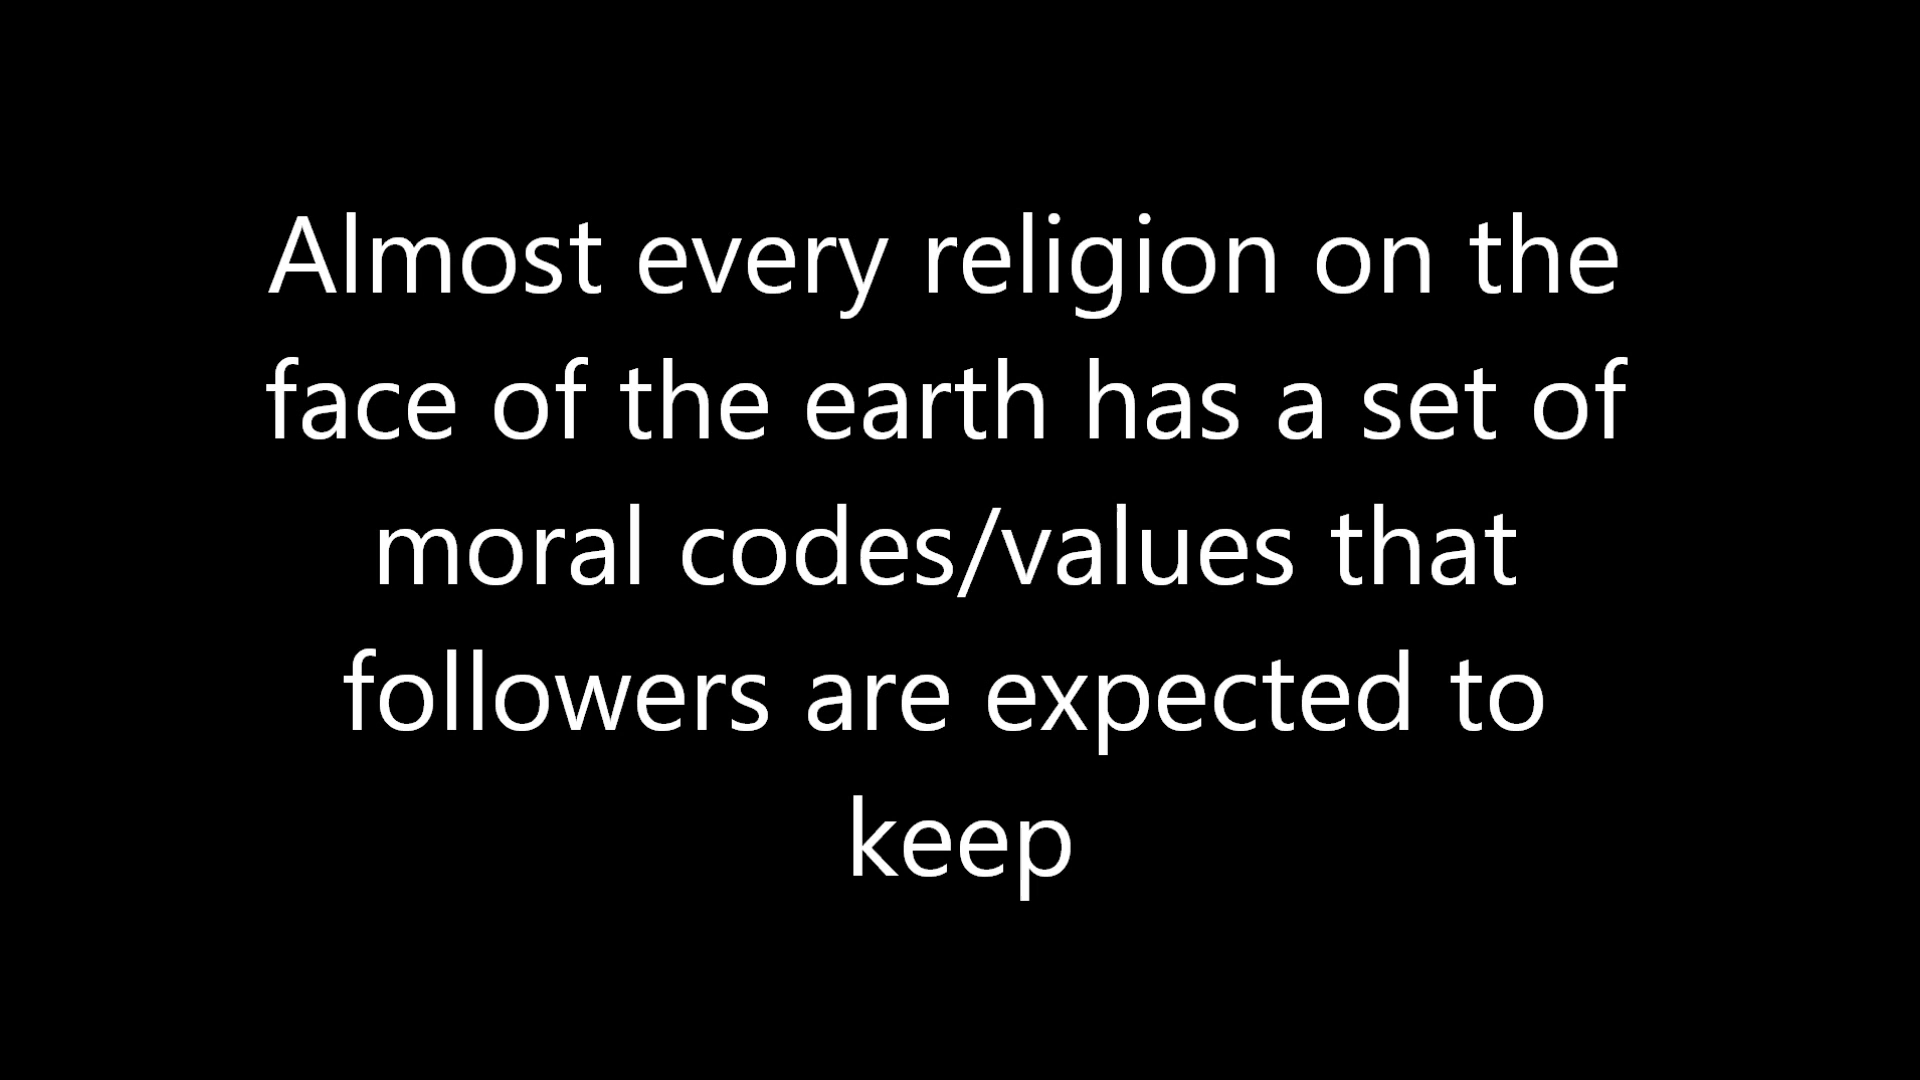 Almost every religion on the
face of the earth has a set of
moral codes/values that
followers are expected to
keep